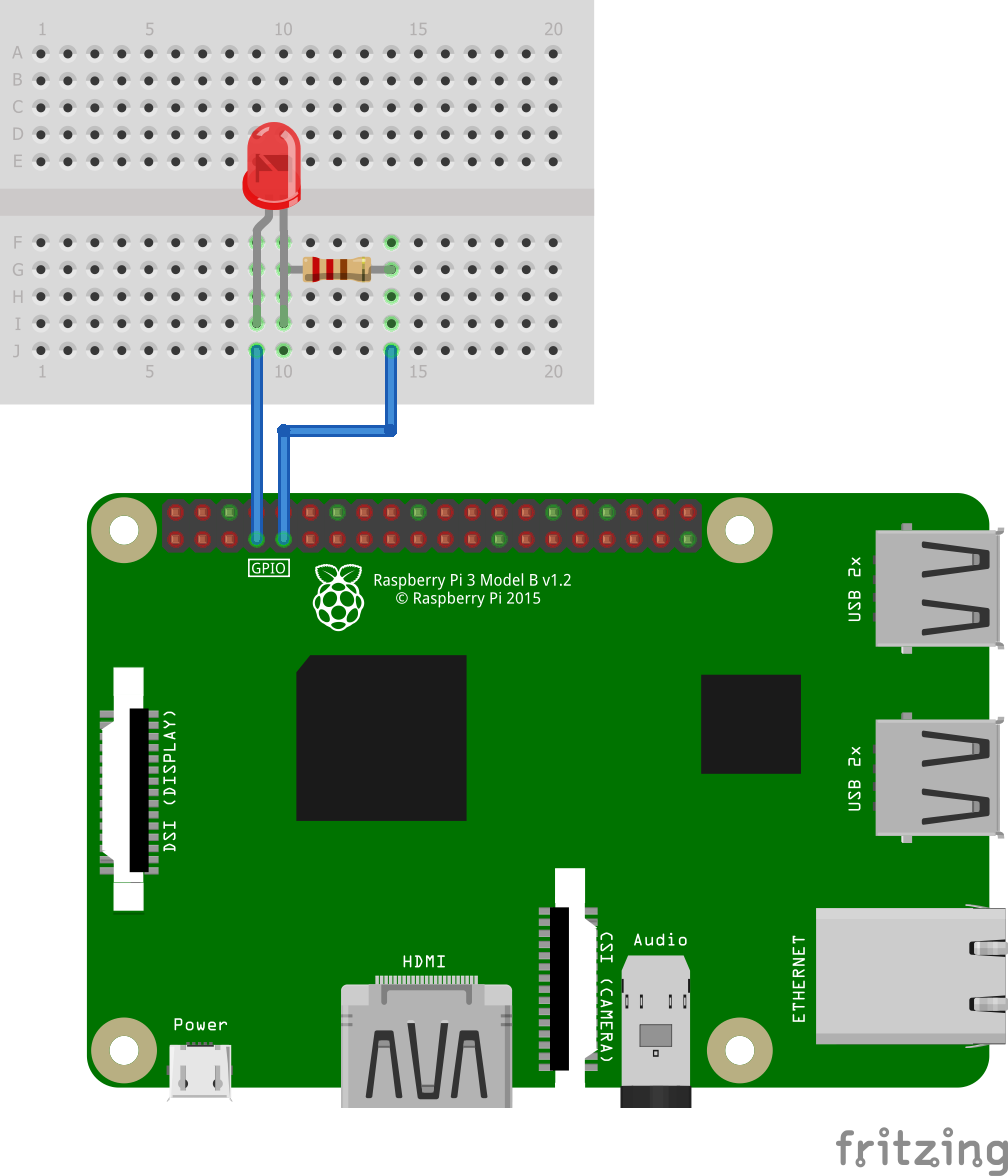 1 5 10 15 20
A
B
C
D
E
F
G
H
I
J
1 5 10 15 20
GPIO
Raspberry Pi 3 Model B v1.2
© Raspberry Pi 2015
USB 2x
DSI (DISPLAY)
USB 2x
HDMI
CSI (CAMERA)
Audio
ETHERNET
Power
fritzing